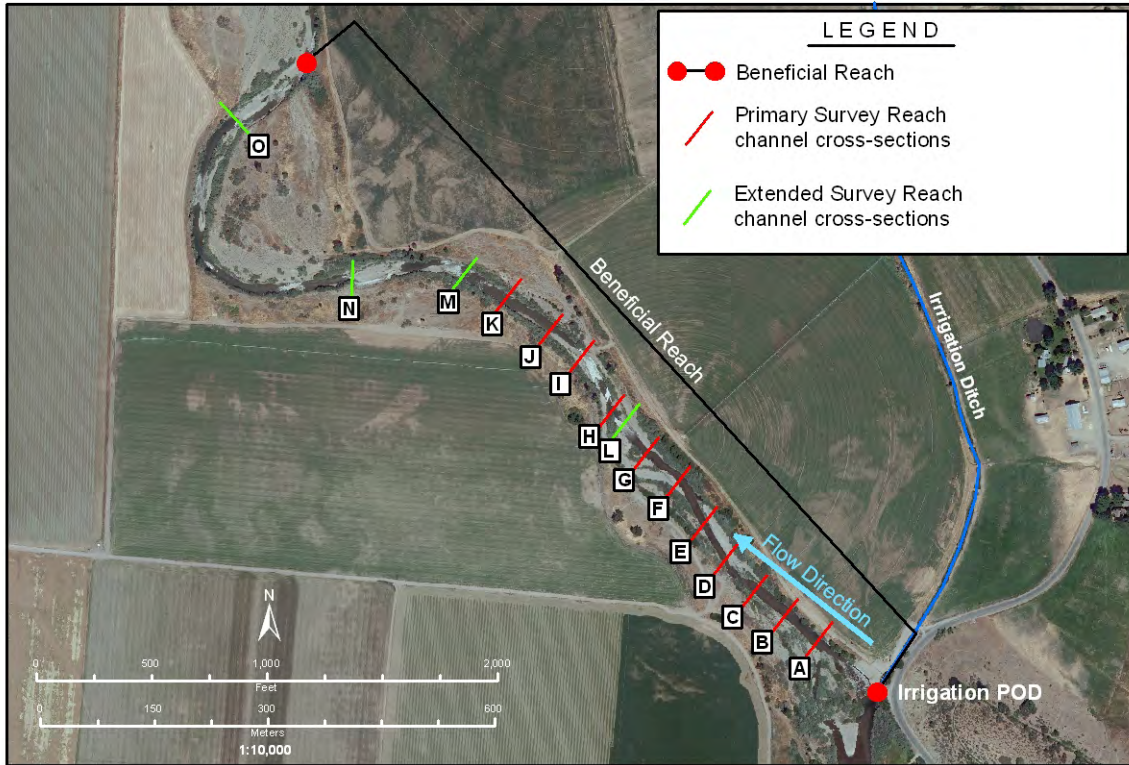 LEGEND
Beneficial Reach
Primary Survey Reach
channel cross-sections
Extended Survey Reach
channel cross-sections
O
N
M
K
J
I
H
L
G
F
E
D
C
B
A
Beneficial Reach
Irrrigation Ditch
Flow Direction
Irrigation POD
N
0 500 1,000 2,000
Feet
0 150 300 600
Meters
1:10,000